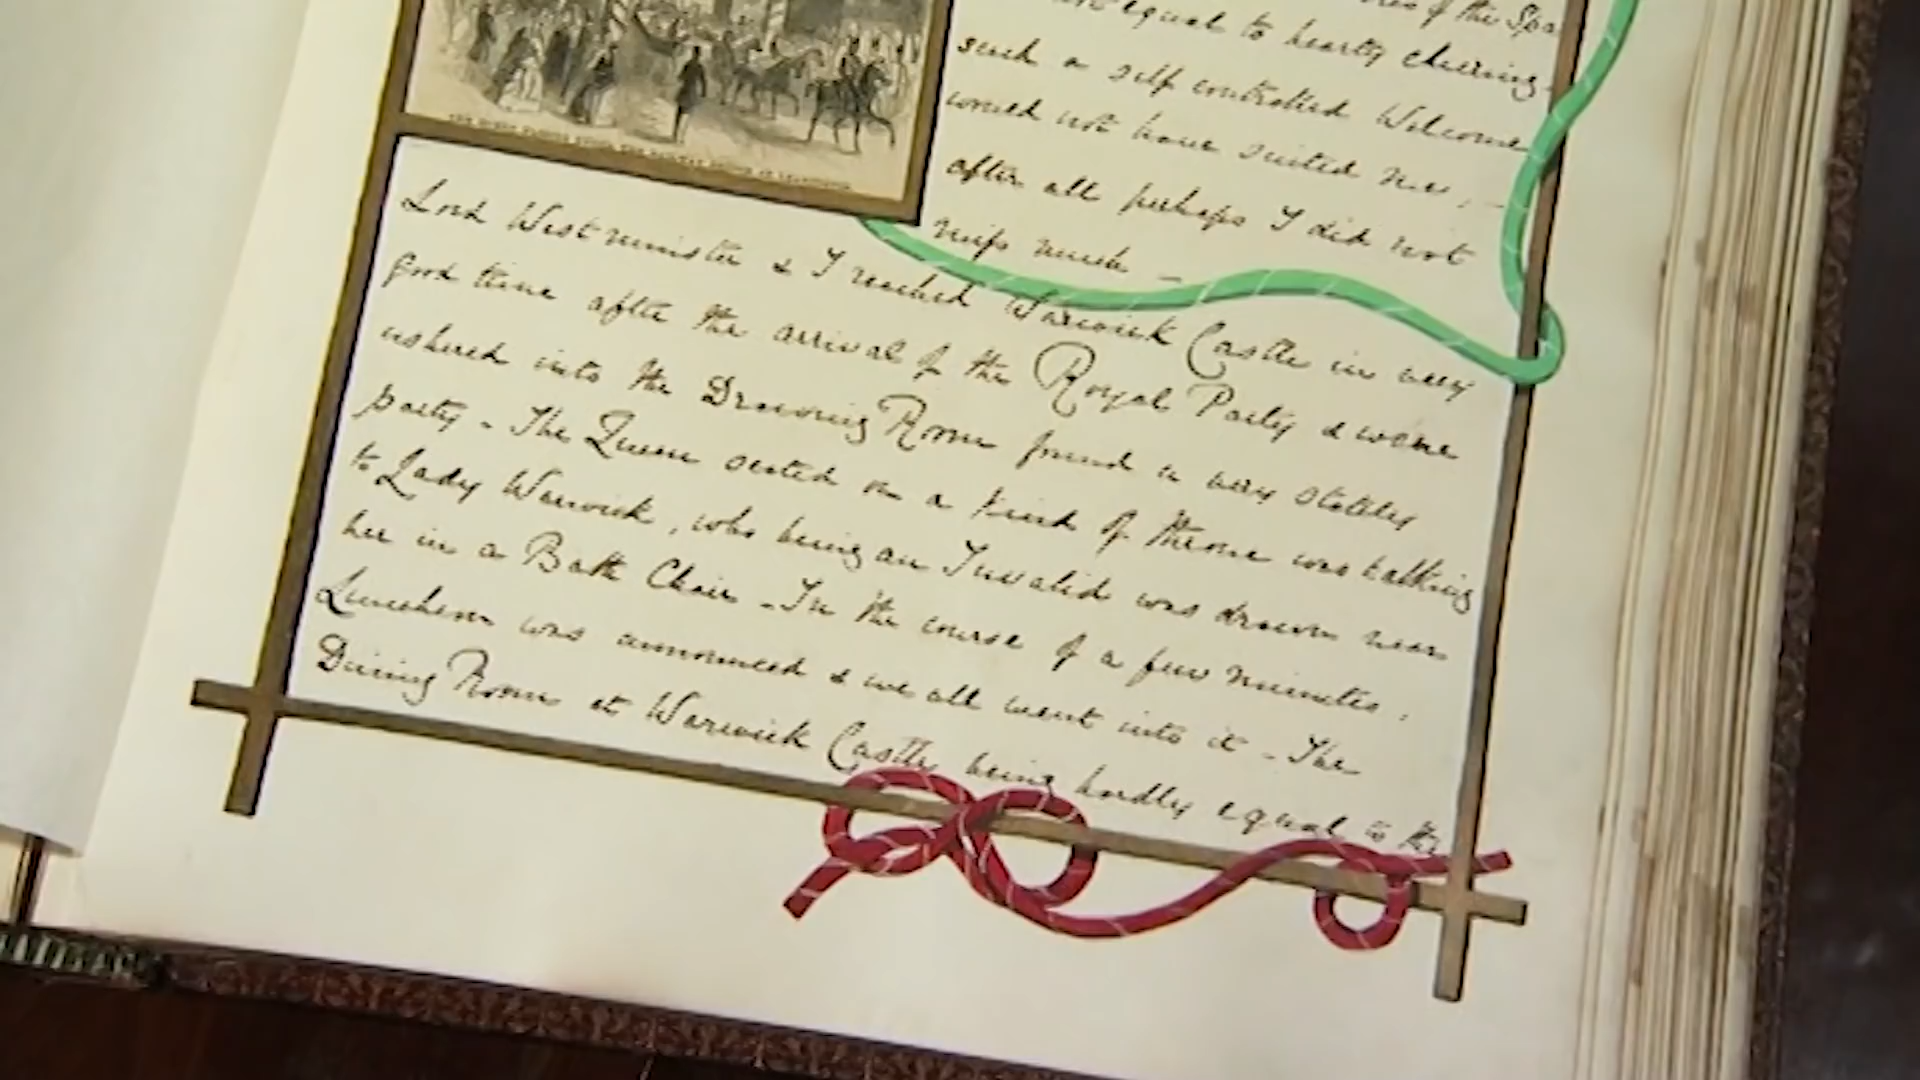 of the Spa
equal to hearty cheering -
such a self controlled Welcome
would not have suited me, -
after all perhaps I did not
miss much -
Lord Westminster & I reached Warwick Castle in very
good time after the arrival of the Royal Party & were
ushered into the Drawing Room found a very stately
party - The Queen seated on a kind of throne was talking
to Lady Warwick, who being an Invalid was drawn near
her in a Bath Chair - In the course of a few minutes,
Luncheon was announced & we all went into it - The
Dining Room at Warwick Castle being hardly equal to the